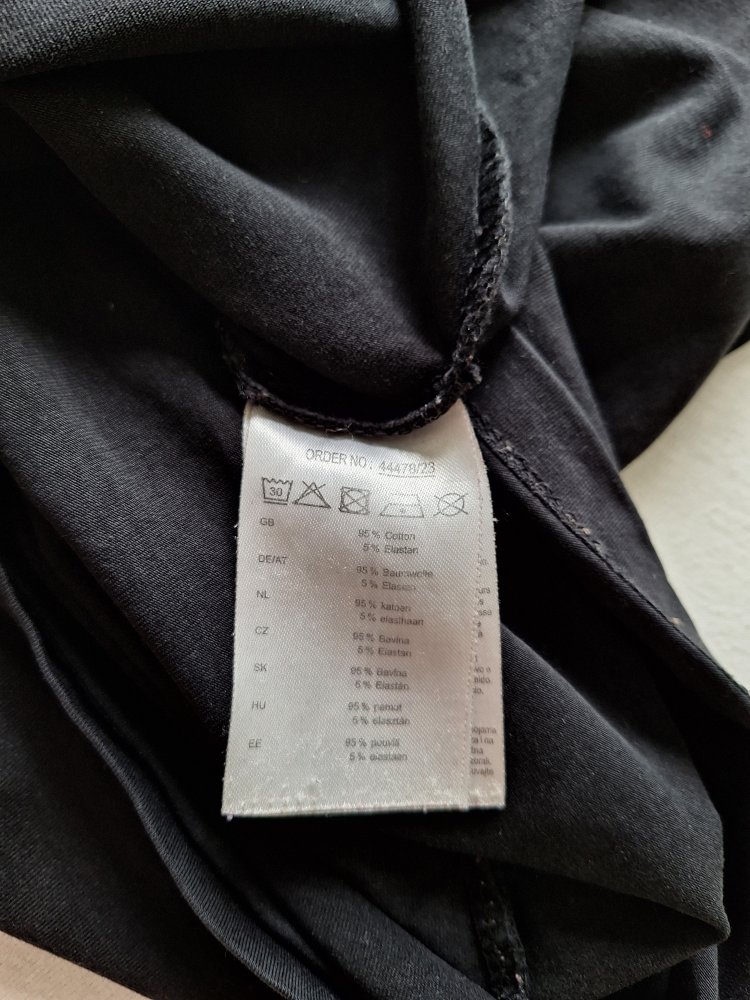 ORDER NO.: 44478/23
30
GB
95% Cotton
5% Elastan
DE/AT
95% Baumwolle
5% Elastan
NL
95% katoen
5% elasthaan
CZ
95% Bavlna
5% Elastan
SK
95% Bavlna
5% Elastán
HU
95% pamut
5% elasztán
EE
95% puuvill
5% elastaan